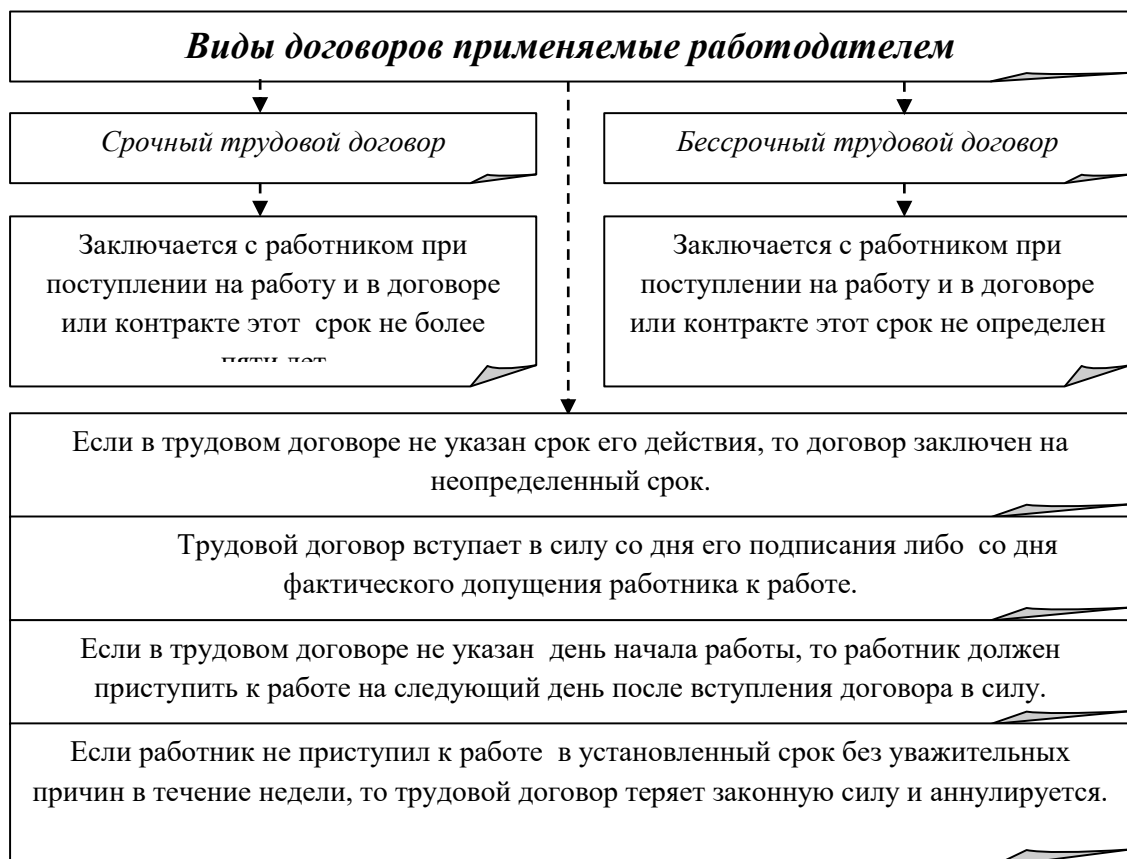 Виды договоров применяемые работодателем
Срочный трудовой договор
Бессрочный трудовой договор
Заключается с работником при
поступлении на работу и в договоре
или контракте этот срок не более
пяти лет
Заключается с работником при
поступлении на работу и в договоре
или контракте этот срок не определен
Если в трудовом договоре не указан срок его действия, то договор заключен на
неопределенный срок.
Трудовой договор вступает в силу со дня его подписания либо со дня
фактического допущения работника к работе.
Если в трудовом договоре не указан день начала работы, то работник должен
приступить к работе на следующий день после вступления договора в силу.
Если работник не приступил к работе в установленный срок без уважительных
причин в течение недели, то трудовой договор теряет законную силу и аннулируется.